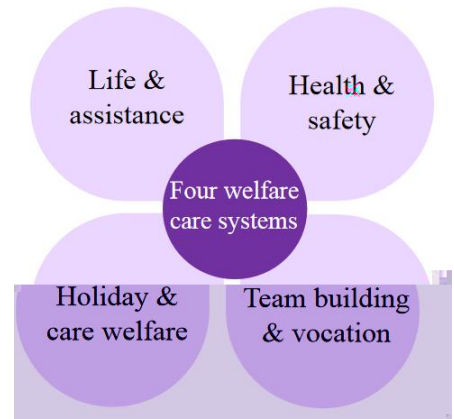 Life &
assistance
Health &
safety
Four welfare
care systems
Holiday &
care welfare
Team building
& vocation